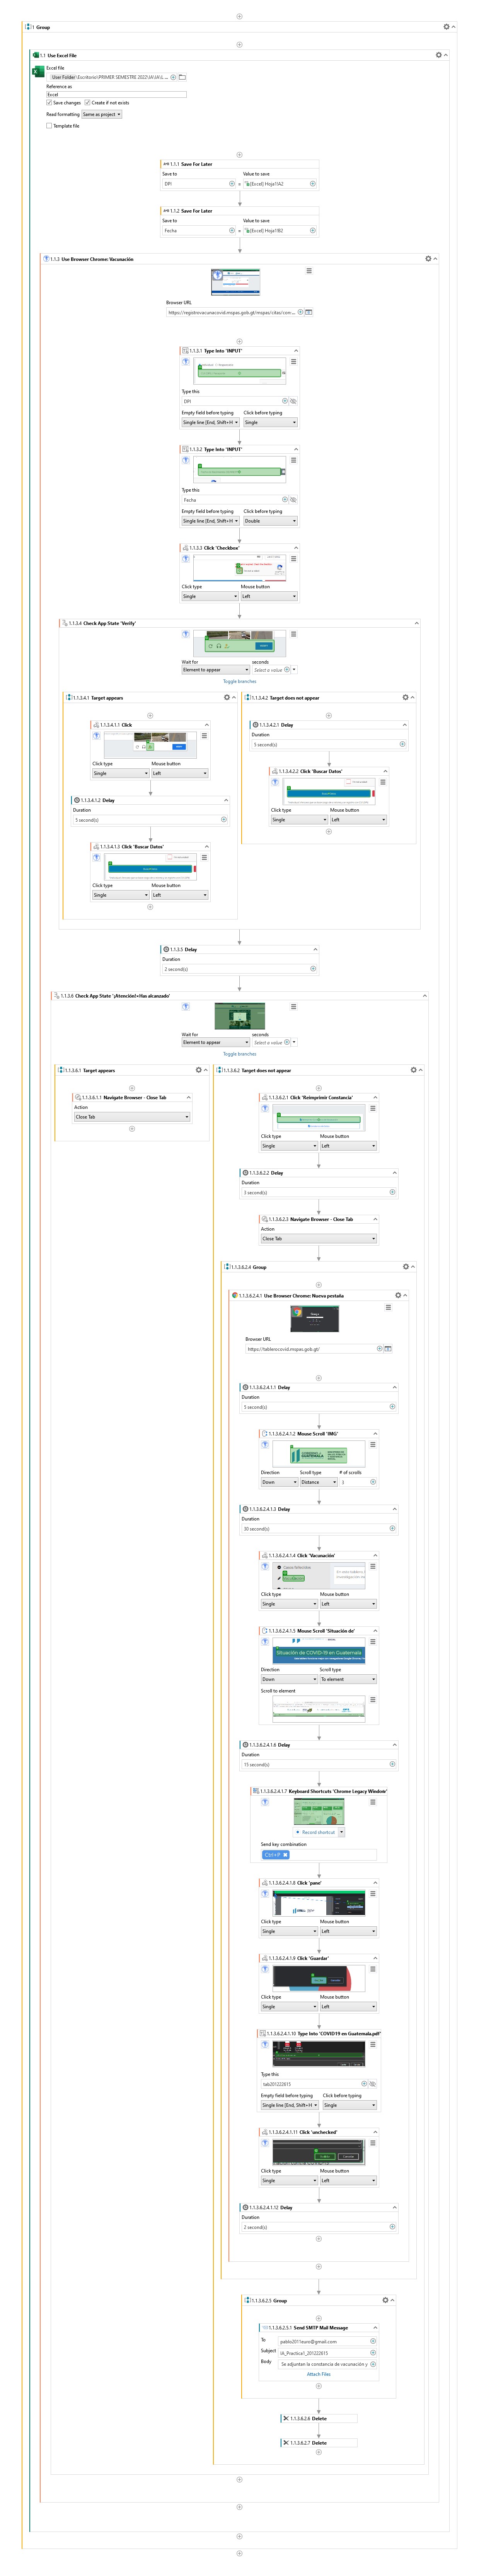 1 Group
1.1 Use Excel File
Excel file
User Folder\Escritorio\PRIMER SEMESTRE 2022\IA\IA\L ...
Reference as
Excel
Save changes Create if not exists
Read formatting Same as project
Template file
1.1.1 Save For Later
Save to Value to save
DPI = [Excel] Hoja1!A2
1.1.2 Save For Later
Save to Value to save
Fecha = [Excel] Hoja1!B2
1.1.3 Use Browser Chrome: Vacunación
Browser URL
https://registrovacunacovid.mspas.gob.gt/mspas/citas/com...
1.1.3.1 Type Into 'INPUT'
Type this
DPI
Empty field before typing Click before typing
Single line [End, Shift+H Single
1.1.3.2 Type Into 'INPUT'
Type this
Fecha
Empty field before typing Click before typing
Single line [End, Shift+H Double
1.1.3.3 Click 'Checkbox'
Click type Mouse button
Single Left
1.1.3.4 Check App State 'Verify'
Wait for seconds
Element to appear Select a value
Toggle branches
1.1.3.4.1 Target appears
1.1.3.4.1.1 Click
Click type Mouse button
Single Left
1.1.3.4.1.2 Delay
Duration
5 second(s)
1.1.3.4.1.3 Click 'Buscar Datos'
Click type Mouse button
Single Left
1.1.3.4.2 Target does not appear
1.1.3.4.2.1 Delay
Duration
5 second(s)
1.1.3.4.2.2 Click 'Buscar Datos'
Click type Mouse button
Single Left
1.1.3.5 Delay
Duration
2 second(s)
1.1.3.6 Check App State '¡Atención!*Has alcanzado'
Wait for seconds
Element to appear Select a value
Toggle branches
1.1.3.6.1 Target appears
1.1.3.6.1.1 Navigate Browser - Close Tab
Action
Close Tab
1.1.3.6.2 Target does not appear
1.1.3.6.2.1 Click 'Reimprimir Constancia'
Click type Mouse button
Single Left
1.1.3.6.2.2 Delay
Duration
3 second(s)
1.1.3.6.2.3 Navigate Browser - Close Tab
Action
Close Tab
1.1.3.6.2.4 Group
1.1.3.6.2.4.1 Use Browser Chrome: Nueva pestaña
Browser URL
https://tablerocovid.mspas.gob.gt/
1.1.3.6.2.4.1.1 Delay
Duration
5 second(s)
1.1.3.6.2.4.1.2 Mouse Scroll 'IMG'
GUATEMALA
Direction Scroll type # of scrolls
Down Distance
1.1.3.6.2.4.1.3 Delay
Duration
30 second(s)
1.1.3.6.2.4.1.4 Click 'Vacunación'
Click type Mouse button
Single Left
1.1.3.6.2.4.1.5 Mouse Scroll 'Situación de'
Situación de COVID-19 en Guatemala
Direction Scroll type
Down To element
Scroll to element
1.1.3.6.2.4.1.6 Delay
Duration
15 second(s)
1.1.3.6.2.4.1.7 Keyboard Shortcuts 'Chrome Legacy Window'
Record shortcut
Send key combination
Ctrl+P
1.1.3.6.2.4.1.8 Click 'pane'
Click type Mouse button
Single Left
1.1.3.6.2.4.1.9 Click 'Guardar'
Click type Mouse button
Single Left
1.1.3.6.2.4.1.10 Type Into 'COVID19 en Guatemala.pdf'
Type this
tab201222615
Empty field before typing Click before typing
Single line [End, Shift+H Single
1.1.3.6.2.4.1.11 Click 'unchecked'
Click type Mouse button
Single Left
1.1.3.6.2.4.1.12 Delay
Duration
2 second(s)
1.1.3.6.2.5 Group
1.1.3.6.2.5.1 Send SMTP Mail Message
To pablo2011euro@gmail.com
Subject IA_Practica1_201222615
Body Se adjuntan la constancia de vacunación y
Attach Files
1.1.3.6.2.6 Delete
1.1.3.6.2.7 Delete